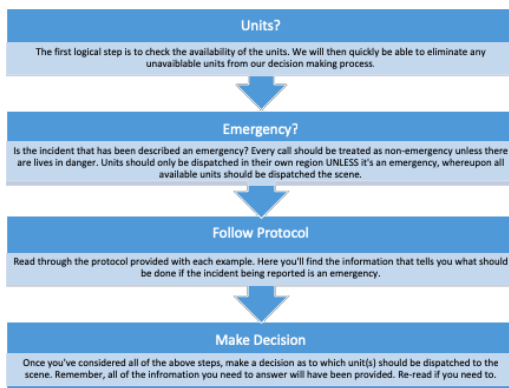 Units?
The first logical step is to check the availability of the units. We will then quickly be able to eliminate any
unavaiblable units from our decision making process.
Emergency?
Is the incident that has been described an emergency? Every call should be treated as non-emergency unless there
are lives in danger. Units should only be dispatched in their own region UNLESS it's an emergency, whereupon all
available units should be dispatched the scene.
Follow Protocol
Read through the protocol provided with each example. Here you'll find the information that tells you what should
be done if the incident being reported is an emergency.
Make Decision
Once you've considered all of the above steps, make a decision as to which unit(s) should be dispatched to the
scene. Remember, all of the infromation you need to answer will have been provided. Re-read if you need to.